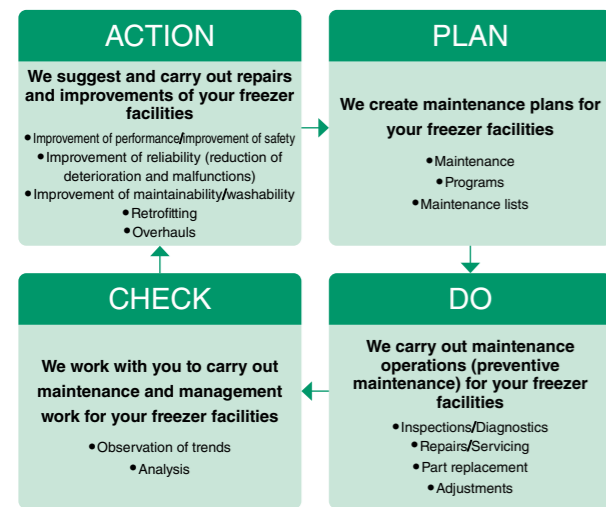 ACTION
We suggest and carry out repairs
and improvements of your freezer
facilities
•Improvement of performance/improvement of safety
•Improvement of reliability (reduction of
deterioration and malfunctions)
•Improvement of maintainability/washability
•Retrofitting
•Overhauls
PLAN
We create maintenance plans for
your freezer facilities
•Maintenance
•Programs
•Maintenance lists
CHECK
We work with you to carry out
maintenance and management
work for your freezer facilities
•Observation of trends
•Analysis
DO
We carry out maintenance
operations (preventive
maintenance) for your freezer
facilities
•Inspections/Diagnostics
•Repairs/Servicing
•Part replacement
•Adjustments